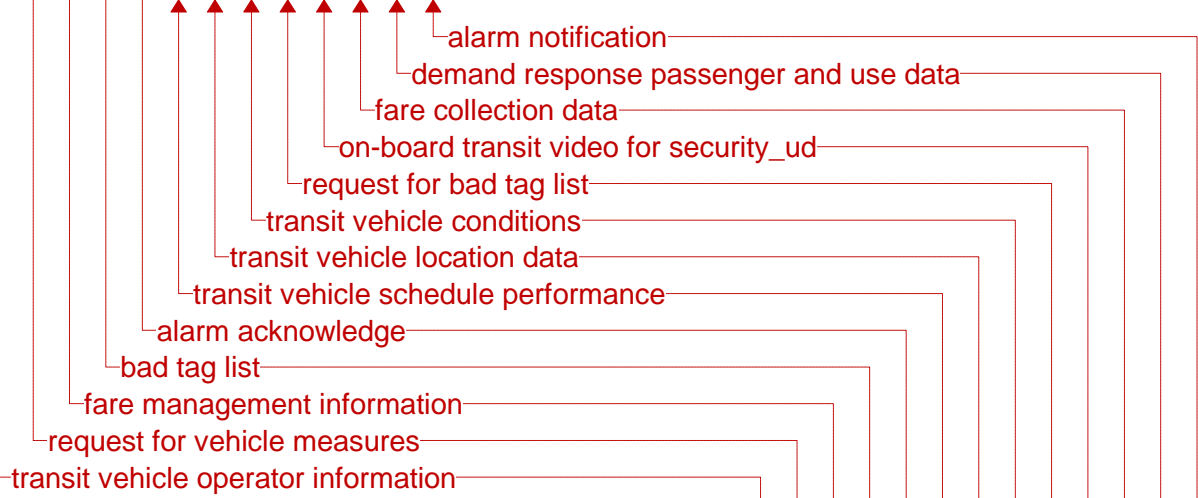 alarm notification
demand response passenger and use data
fare collection data
on-board transit video for security_ud
request for bad tag list
transit vehicle conditions
transit vehicle location data
transit vehicle schedule performance
alarm acknowledge
bad tag list
fare management information
request for vehicle measures
transit vehicle operator information